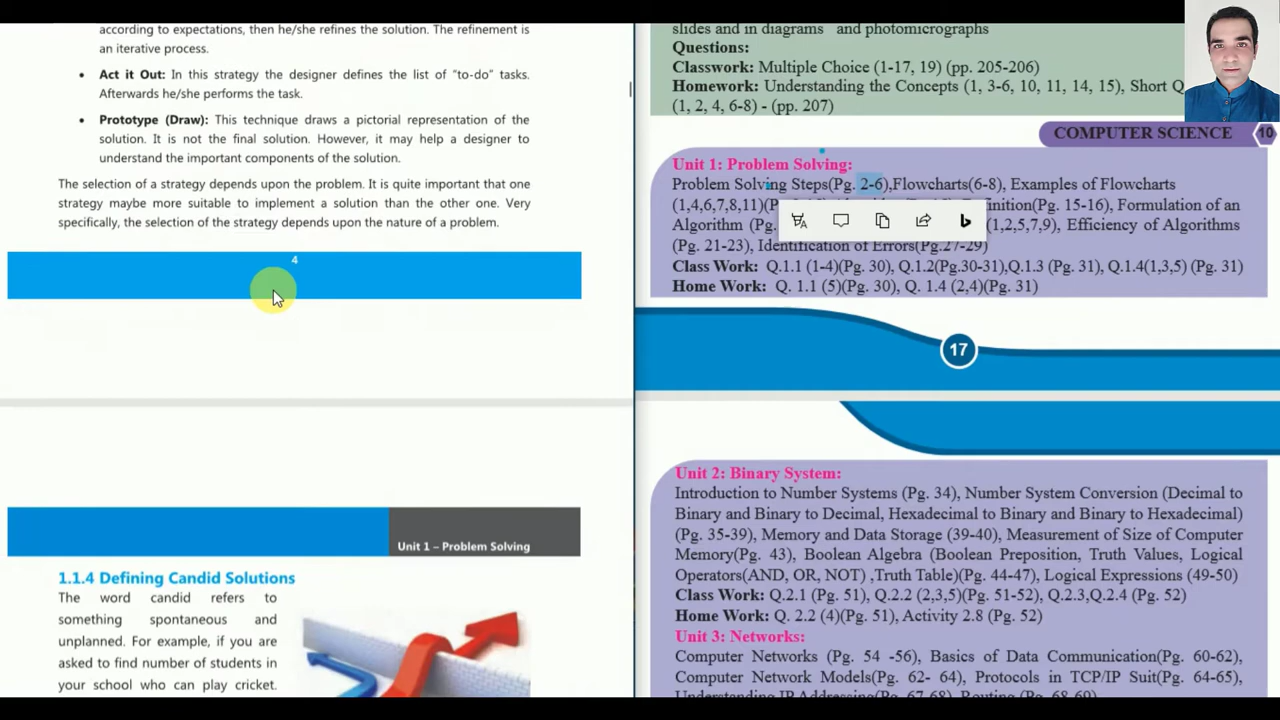 according to expectations, then he/she refines the solution. The refinement is
an iterative process.
• Act it Out: In this strategy the designer defines the list of "to-do" tasks.
Afterwards he/she performs the task.
• Prototype (Draw): This technique draws a pictorial representation of the
solution. It is not the final solution. However, it may help a designer to
understand the important components of the solution.
The selection of a strategy depends upon the problem. It is quite important that one
strategy maybe more suitable to implement a solution than the other one. Very
specifically, the selection of the strategy depends upon the nature of a problem.
4
Unit 1 – Problem Solving
1.1.4 Defining Candid Solutions
The word candid refers to
something spontaneous and
unplanned. For example, if you are
asked to find number of students in
your school who can play cricket.
slides and in diagrams and photomicrographs
Questions:
Classwork: Multiple Choice (1-17, 19) (pp. 205-206)
Homework: Understanding the Concepts (1, 3-6, 10, 11, 14, 15), Short Q
(1, 2, 4, 6-8) - (pp. 207)
COMPUTER SCIENCE 10
Unit 1: Problem Solving:
Problem Solving Steps(Pg. 2-6),Flowcharts(6-8), Examples of Flowcharts
(1,4,6,7,8,11)(P (Pg. 15-16), Formulation of an
Algorithm (Pg. (1,2,5,7,9), Efficiency of Algorithms
(Pg. 21-23), Identification of Errors(Pg.27-29)
Class Work: Q.1.1 (1-4)(Pg. 30), Q.1.2(Pg.30-31),Q.1.3 (Pg. 31), Q.1.4(1,3,5) (Pg. 31)
Home Work: Q. 1.1 (5)(Pg. 30), Q. 1.4 (2,4)(Pg. 31)
17
Unit 2: Binary System:
Introduction to Number Systems (Pg. 34), Number System Conversion (Decimal to
Binary and Binary to Decimal, Hexadecimal to Binary and Binary to Hexadecimal)
(Pg. 35-39), Memory and Data Storage (39-40), Measurement of Size of Computer
Memory(Pg. 43), Boolean Algebra (Boolean Preposition, Truth Values, Logical
Operators(AND, OR, NOT) ,Truth Table)(Pg. 44-47), Logical Expressions (49-50)
Class Work: Q.2.1 (Pg. 51), Q.2.2 (2,3,5)(Pg. 51-52), Q.2.3,Q.2.4 (Pg. 52)
Home Work: Q. 2.2 (4)(Pg. 51), Activity 2.8 (Pg. 52)
Unit 3: Networks:
Computer Networks (Pg. 54 -56), Basics of Data Communication(Pg. 60-62),
Computer Network Models(Pg. 62- 64), Protocols in TCP/IP Suit(Pg. 64-65),
Understanding IP Addressing(Pg. 67-68), Routing (Pg. 68-69)